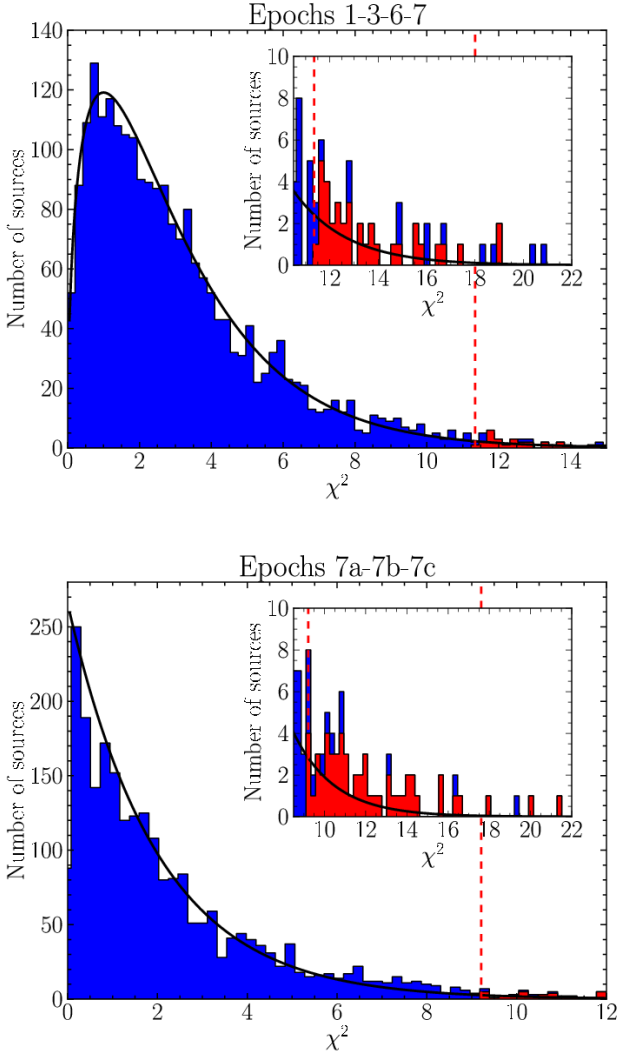 Epochs 1-3-6-7
140
120
100
80
60
40
20
0
Number of sources
0 2 4 6 8 10 12 14
χ²
10
8
6
4
2
0
Number of sources
12 14 16 18 20 22
χ²
Epochs 7a-7b-7c
250
200
150
100
50
0
Number of sources
0 2 4 6 8 10 12
χ²
10
8
6
4
2
0
Number of sources
10 12 14 16 18 20 22
χ²